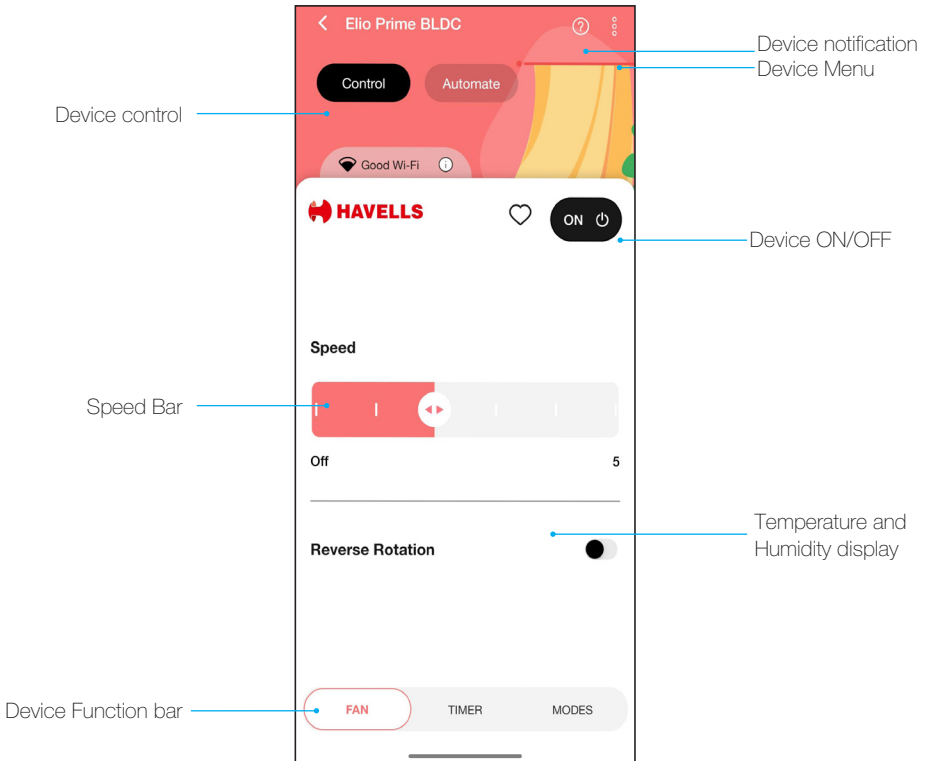 Elio Prime BLDC
Device notification
Device Menu
Control
Automate
Device control
Good Wi-Fi
HAVELLS
ON
Device ON/OFF
Speed
Speed Bar
Off
5
Temperature and
Humidity display
Reverse Rotation
Device Function bar
FAN
TIMER
MODES